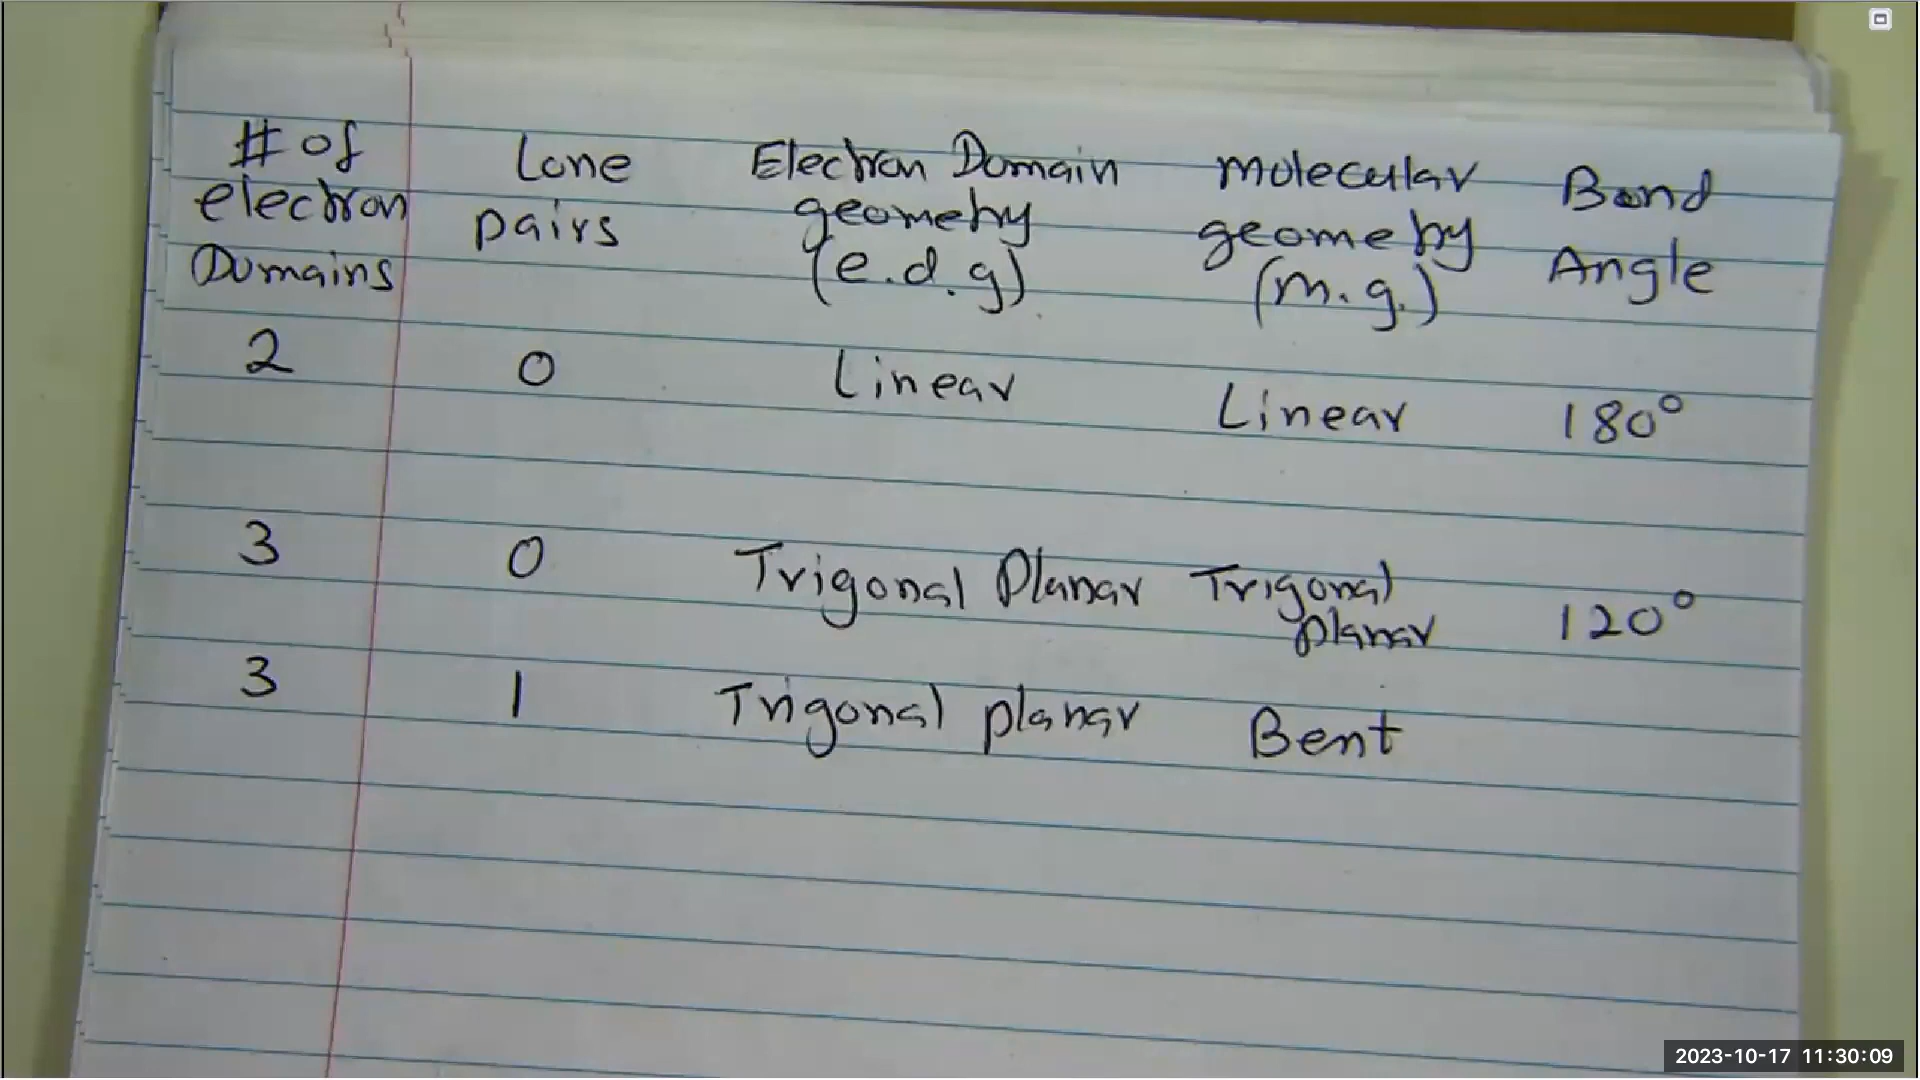 # of electron Domains
Lone pairs
Electron Domain geometry (e.d.g)
molecular geometry (m.g.)
Bond Angle
2 0 Linear Linear 180°
3 0 Trigonal Planar Trigonal planar 120°
3 1 Trigonal planar Bent
2023-10-17 11:30:09